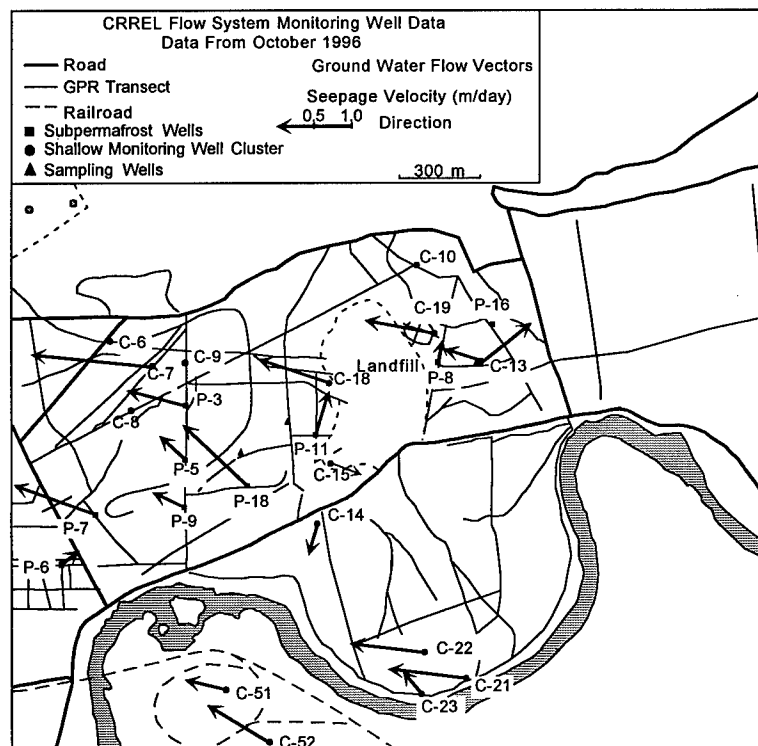 CRREL Flow System Monitoring Well Data
Data From October 1996
Road
Ground Water Flow Vectors
GPR Transect
Seepage Velocity (m/day)
Railroad
0.5 1.0
Direction
Subpermafrost Wells
Shallow Monitoring Well Cluster
Sampling Wells
300 m
C-10
C-19
P-16
C-6
C-9
C-7
Landfill
P-8
C-13
C-18
P-3
C-8
P-11
P-5
C-15
P-18
P-9
C-14
P-7
P-6
C-22
C-21
C-51
C-23
C-52